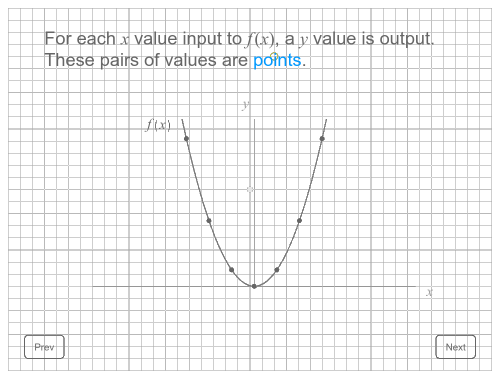 For each x value input to f(x), a y value is output.
These pairs of values are points.
y
f(x)
x
Prev
Next